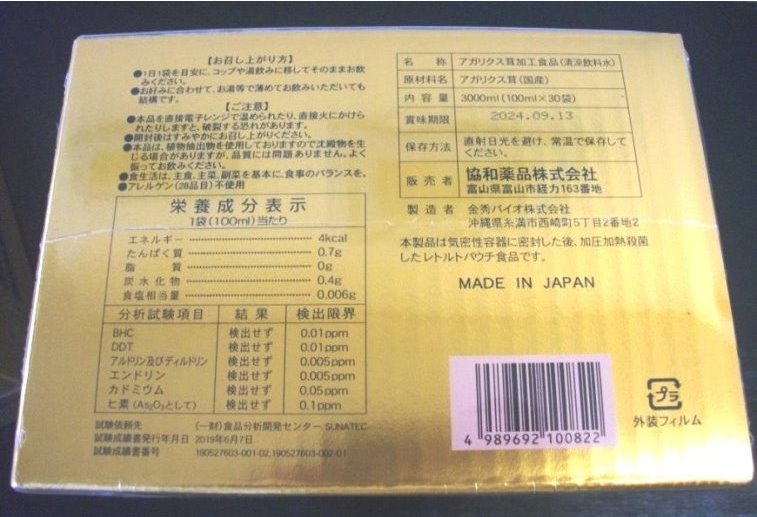 【お召し上がり方】
●1日1袋を目安に、コップや湯飲みに移してそのままお飲
みください。
●お好みに合わせて、お湯等で薄めてお飲みいただいても
結構です。
【ご注意】
●本品を直接電子レンジで温められたり、直接火にかけら
れたりしますと、破裂する恐れがあります。
●開封後はすみやかにお召し上がりください。
●本品は、植物抽出物を使用しておりますので沈殿物を生
じる場合がありますが、品質には問題ありません。よく
振ってお飲みください。
●食生活は、主食、主菜、副菜を基本に、食事のバランスを。
●アレルゲン(28品目)不使用
栄養成分表示
1袋(100ml)当たり
エネルギー 4kcal
たんぱく質 0.7g
脂質 0g
炭水化物 0.4g
食塩相当量 0.006g
分析試験項目 結果 検出限界
BHC 検出せず 0.01ppm
DDT 検出せず 0.01ppm
アルドリン及びディルドリン 検出せず 0.005ppm
エンドリン 検出せず 0.005ppm
カドミウム 検出せず 0.05ppm
ヒ素(As₂O₃として) 検出せず 0.1ppm
試験依頼先 (一財)食品分析開発センター SUNATEC
試験成績書発行年月日 2019年6月7日
試験成績書番号 190527603-001-02,190527603-002-01
名称 アガリクス茸加工食品(清涼飲料水)
原材料名 アガリクス茸(国産)
内容量 3000ml(100ml×30袋)
賞味期限 2024.09.13
保存方法 直射日光を避け、常温で保存して
ください。
販売者 協和薬品株式会社
富山県富山市経力163番地
製造者 金秀バイオ株式会社
沖縄県糸満市西崎町5丁目2番地2
本製品は気密性容器に密封した後、加圧加熱殺菌
したレトルトパウチ食品です。
MADE IN JAPAN
4 989692 100822
プラ
外装フィルム